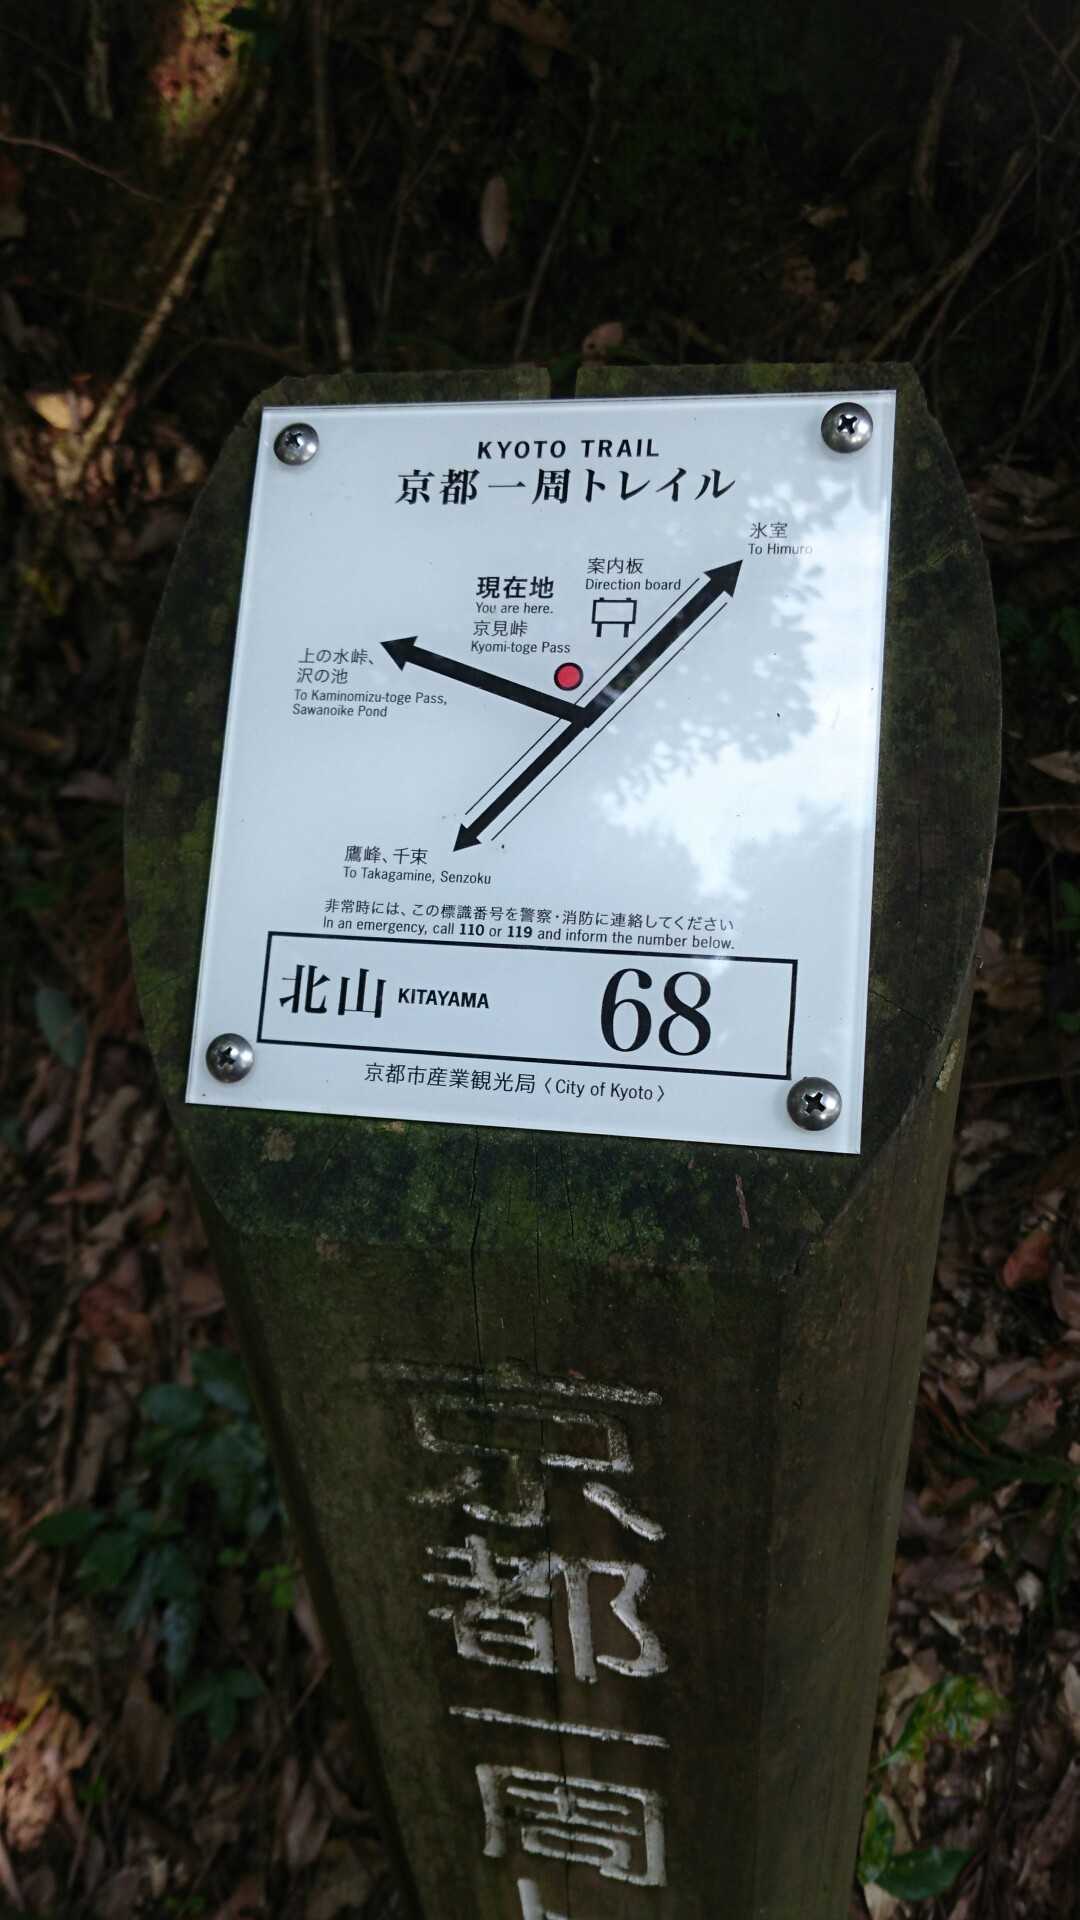 KYOTO TRAIL
京都一周トレイル
氷室
To Himuro
案内板
Direction board
現在地
You are here.
京見峠
Kyomi-toge Pass
上の水峠、
沢の池
To Kaminomizu-toge Pass,
Sawanoike Pond
鷹峰、千束
To Takagamine, Senzoku
非常時には、この標識番号を警察・消防に連絡してください
In an emergency, call 110 or 119 and inform the number below.
北山 KITAYAMA 68
京都市産業観光局〈City of Kyoto〉
京都一周